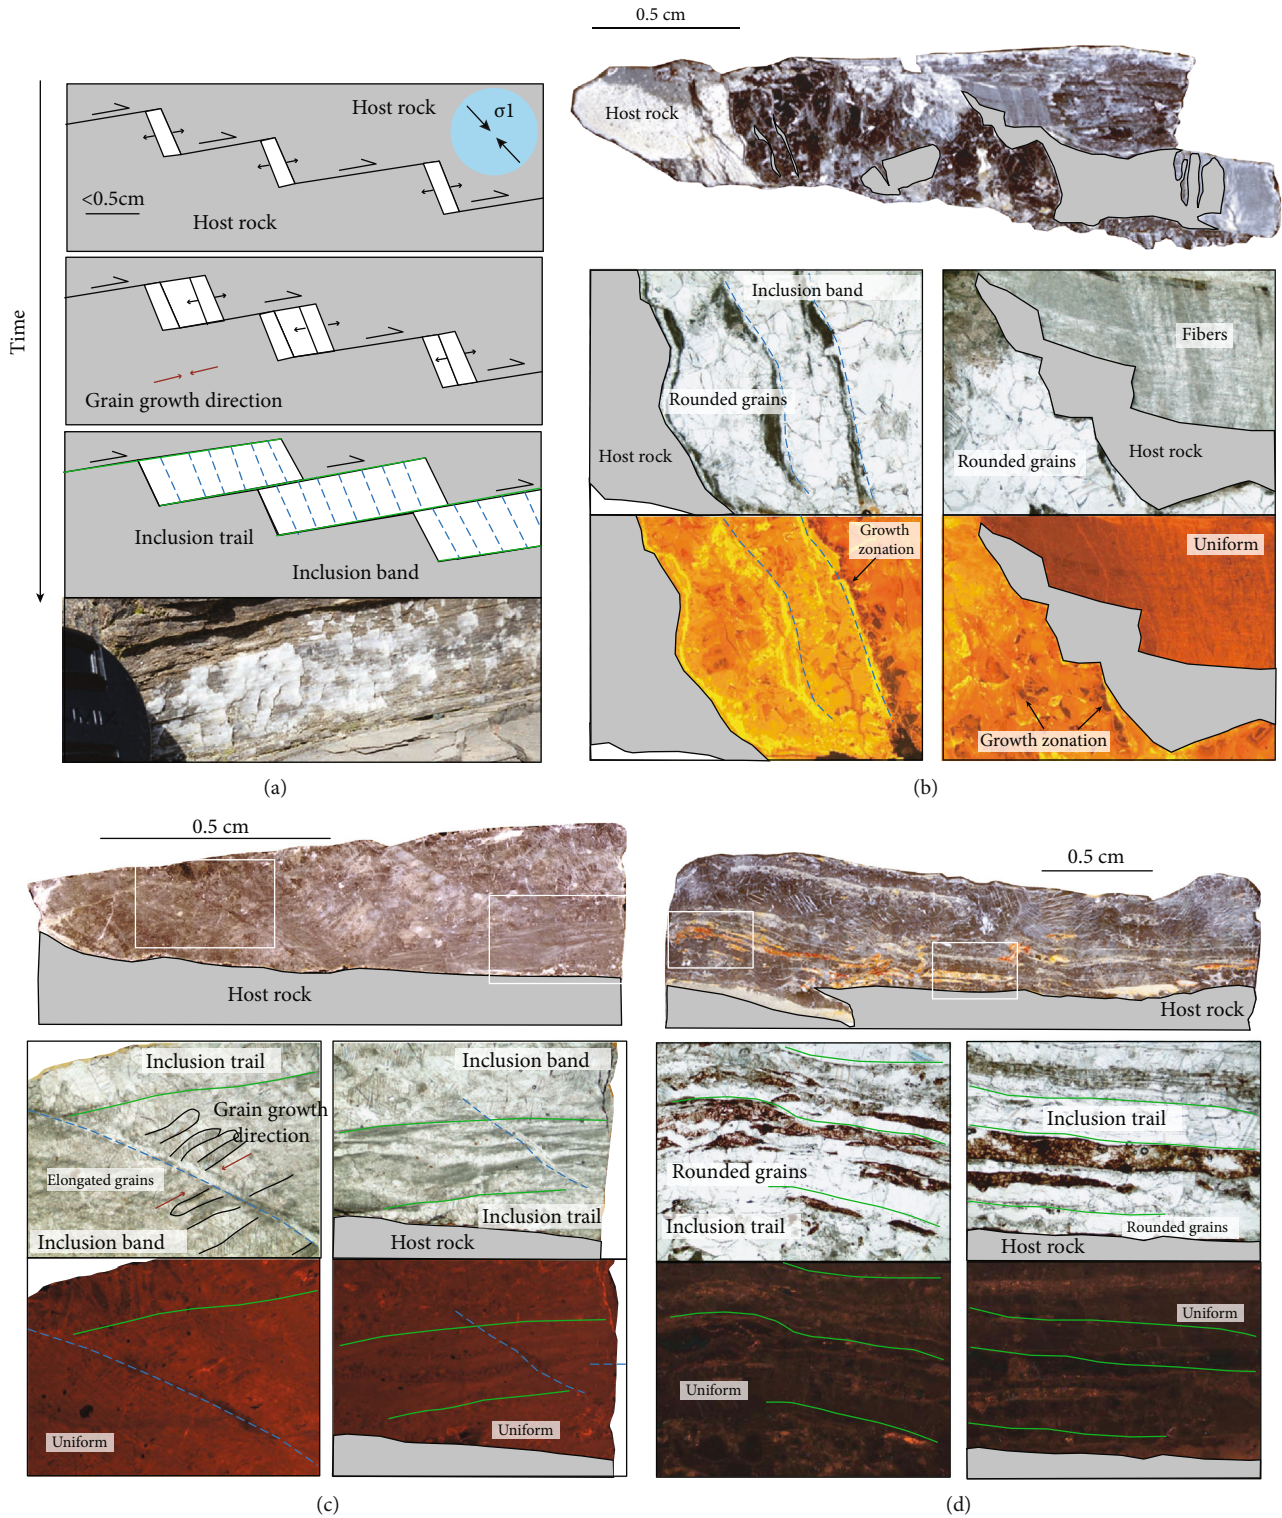 Time
Host rock
σ1
<0.5cm
Host rock
Grain growth direction
Inclusion trail
Inclusion band
(a)
0.5 cm
Host rock
Inclusion band
Rounded grains
Host rock
Growth
zonation
Fibers
Host rock
Rounded grains
Uniform
Growth zonation
(b)
0.5 cm
Host rock
Inclusion trail
Grain growth
direction
Elongated grains
Inclusion band
Uniform
Inclusion band
Inclusion trail
Host rock
Uniform
(c)
0.5 cm
Host rock
Rounded grains
Inclusion trail
Uniform
Inclusion trail
Rounded grains
Host rock
Uniform
(d)